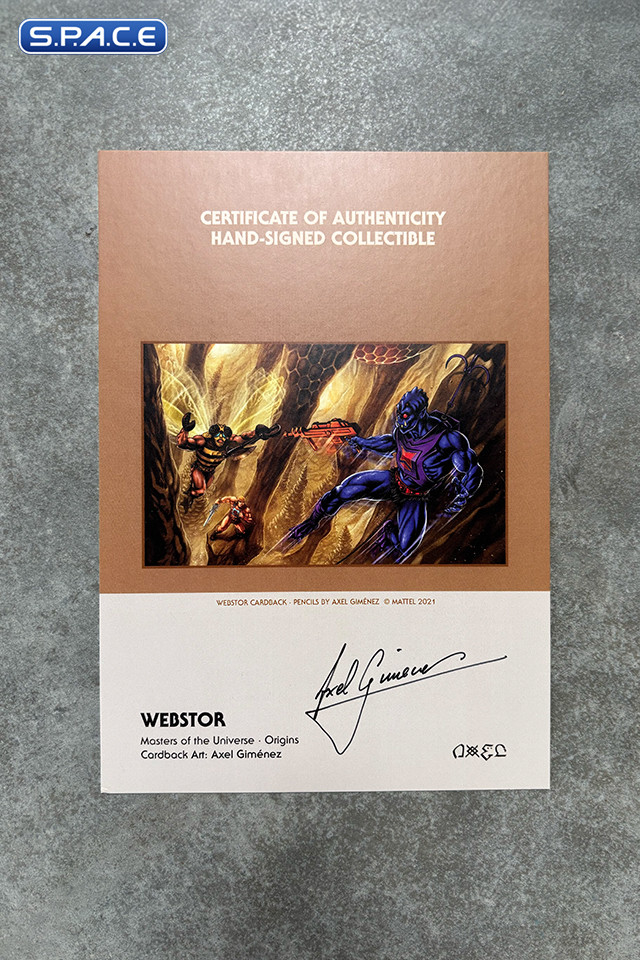 S.P.A.C.E
CERTIFICATE OF AUTHENTICITY
HAND-SIGNED COLLECTIBLE
WEBSTOR CARDBACK · PENCILS BY AXEL GIMÉNEZ © MATTEL 2021
Axel Gimenez
WEBSTOR
Masters of the Universe · Origins
Cardback Art: Axel Giménez